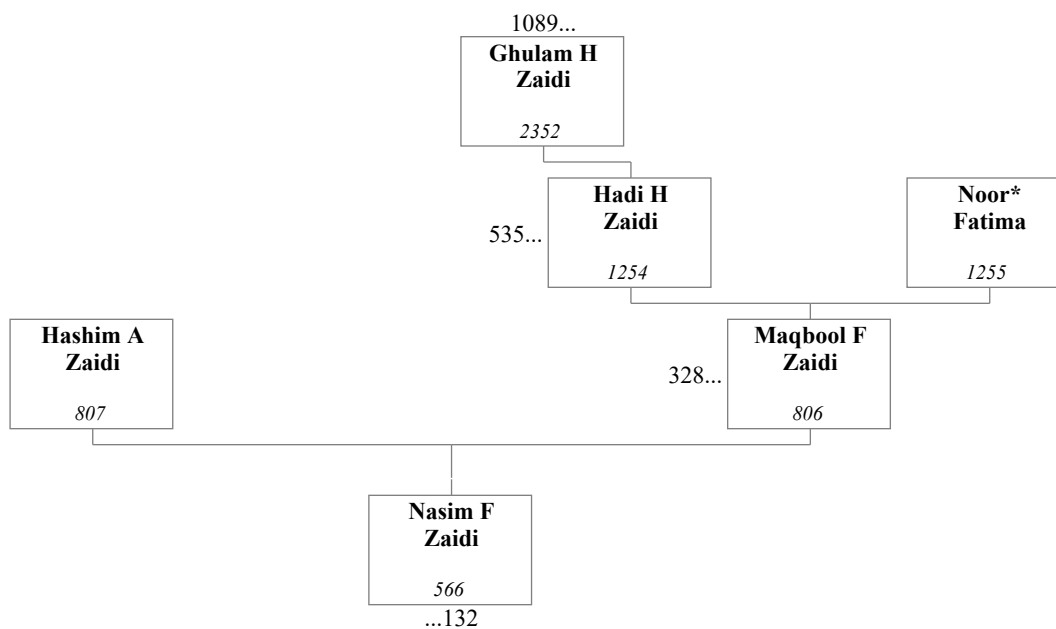 1089...
Ghulam H
Zaidi
2352
Hadi H
Zaidi
1254
Noor*
Fatima
1255
535...
Hashim A
Zaidi
807
Maqbool F
Zaidi
806
328...
Nasim F
Zaidi
566
...132